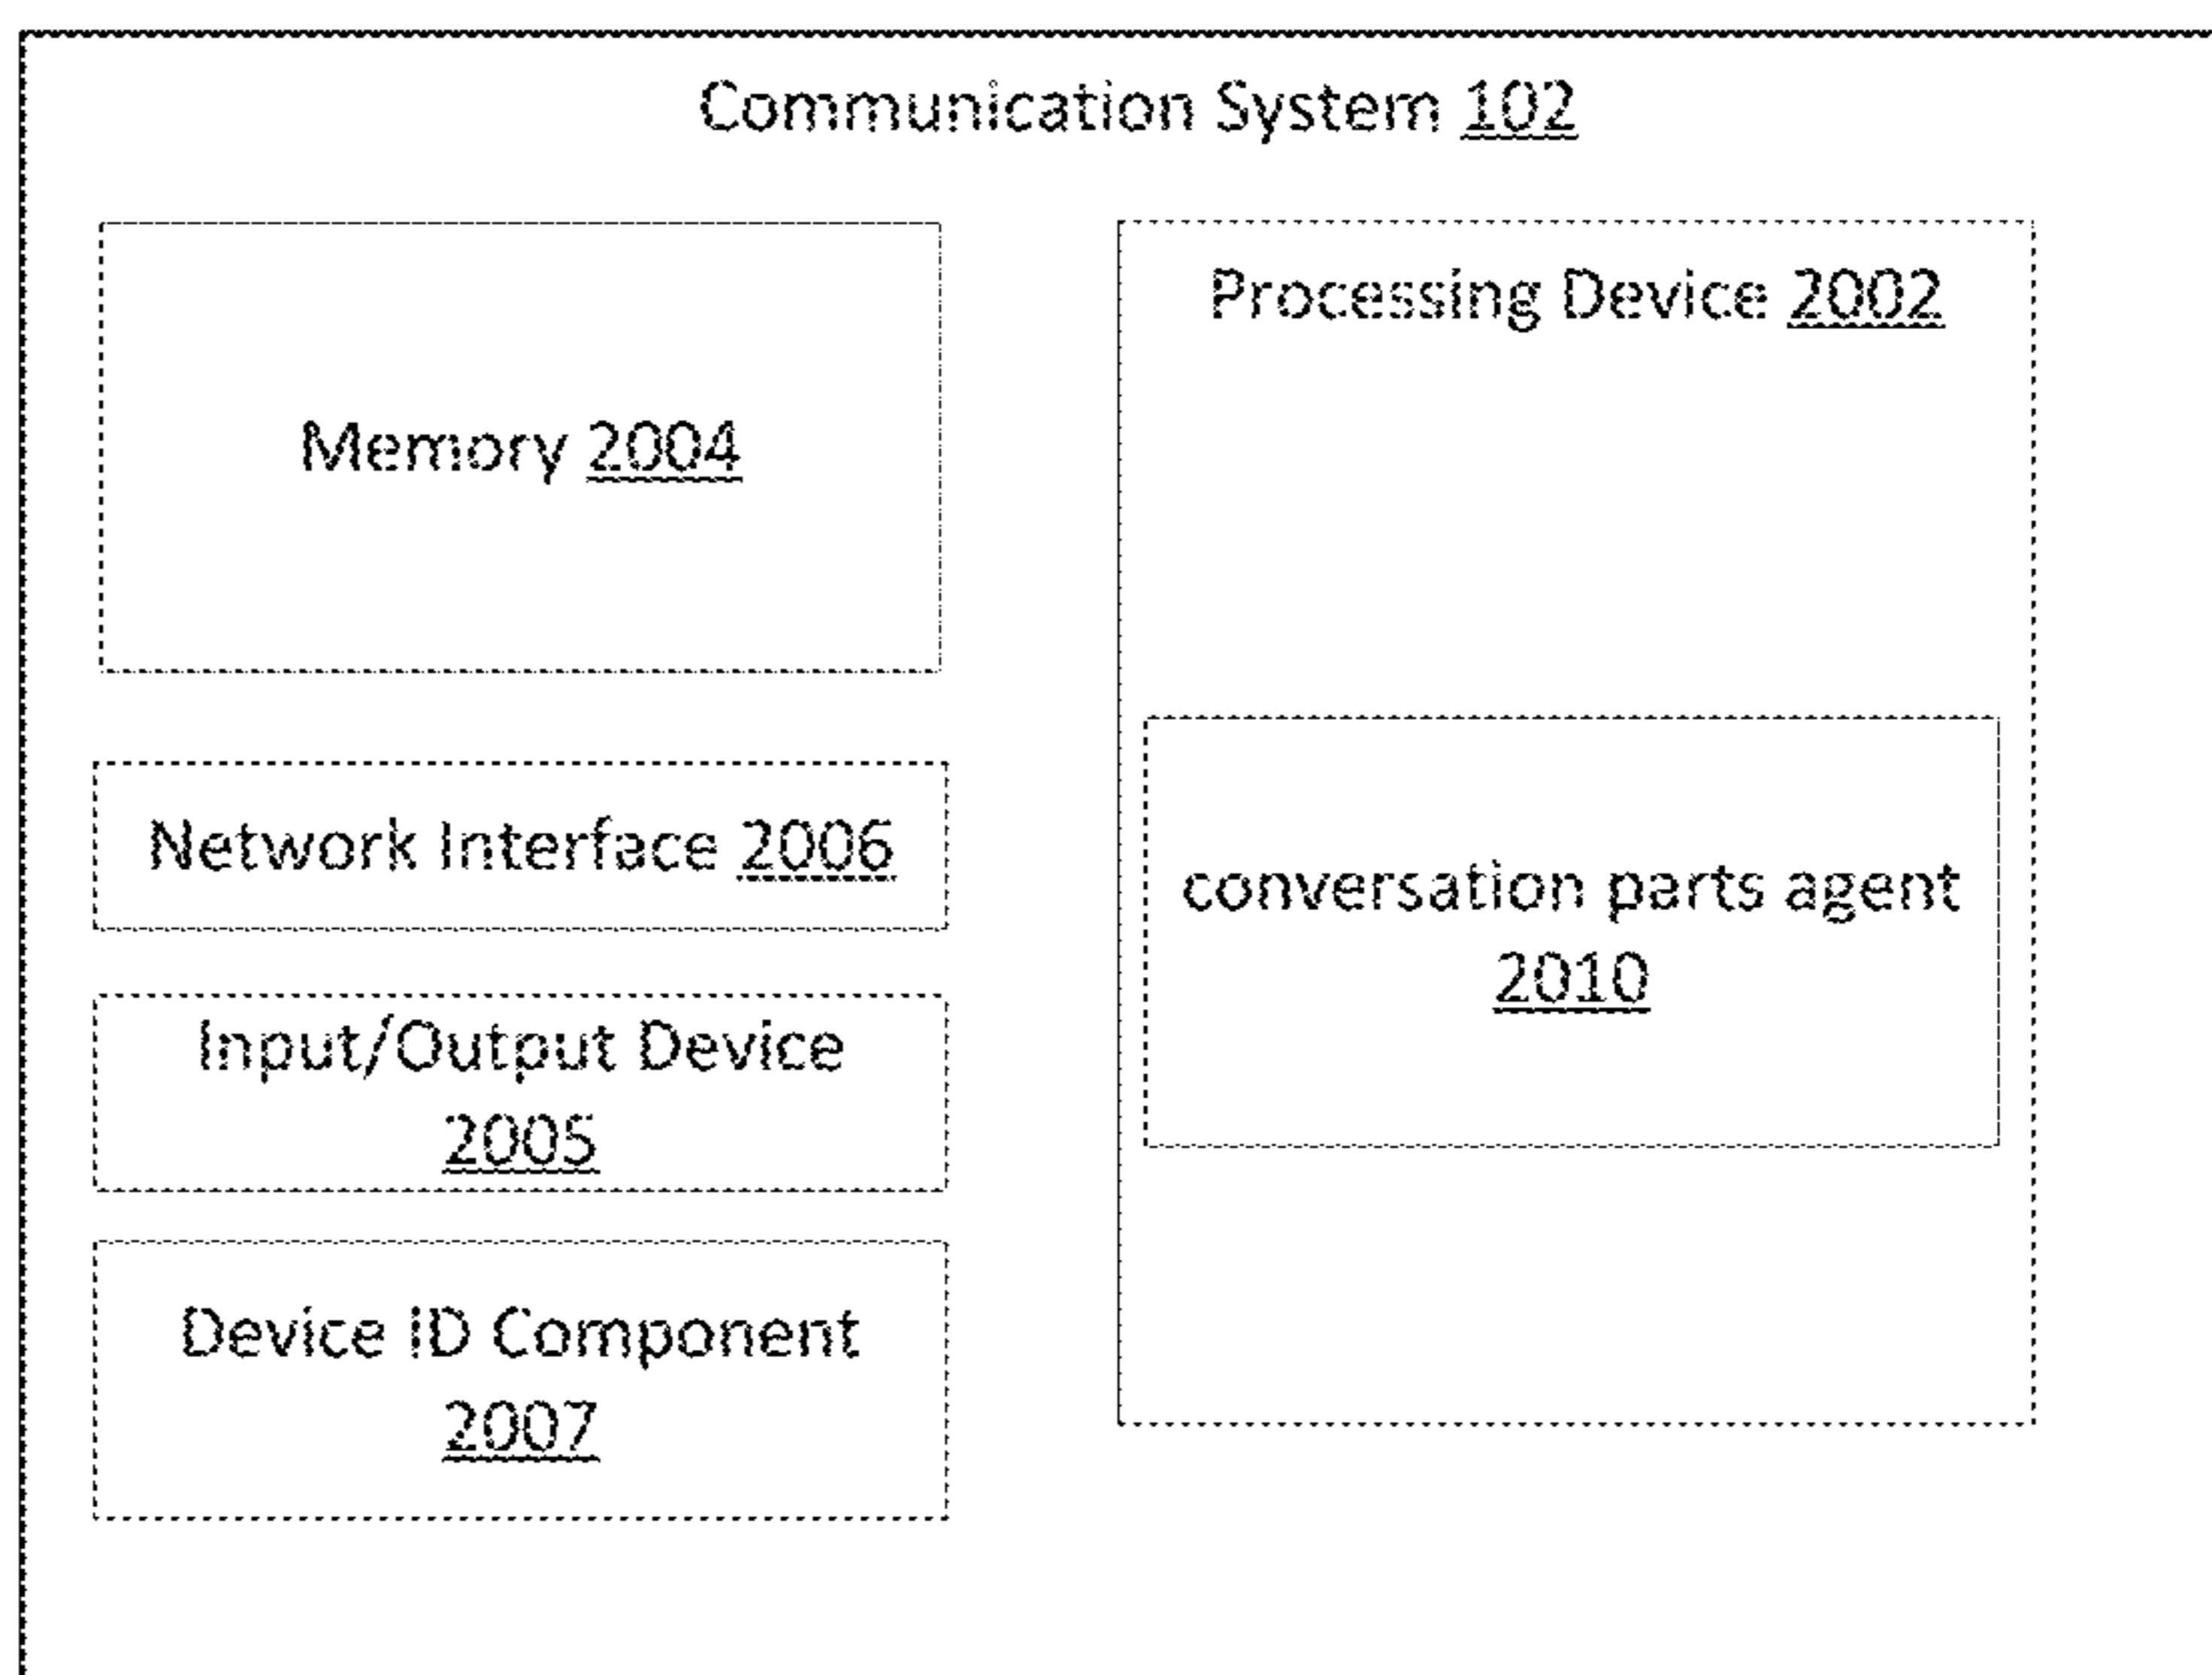 Communication System 102
Memory 2004
Network Interface 2006
Input/Output Device
2005
Device ID Component
2007
Processing Device 2002
conversation parts agent
2010